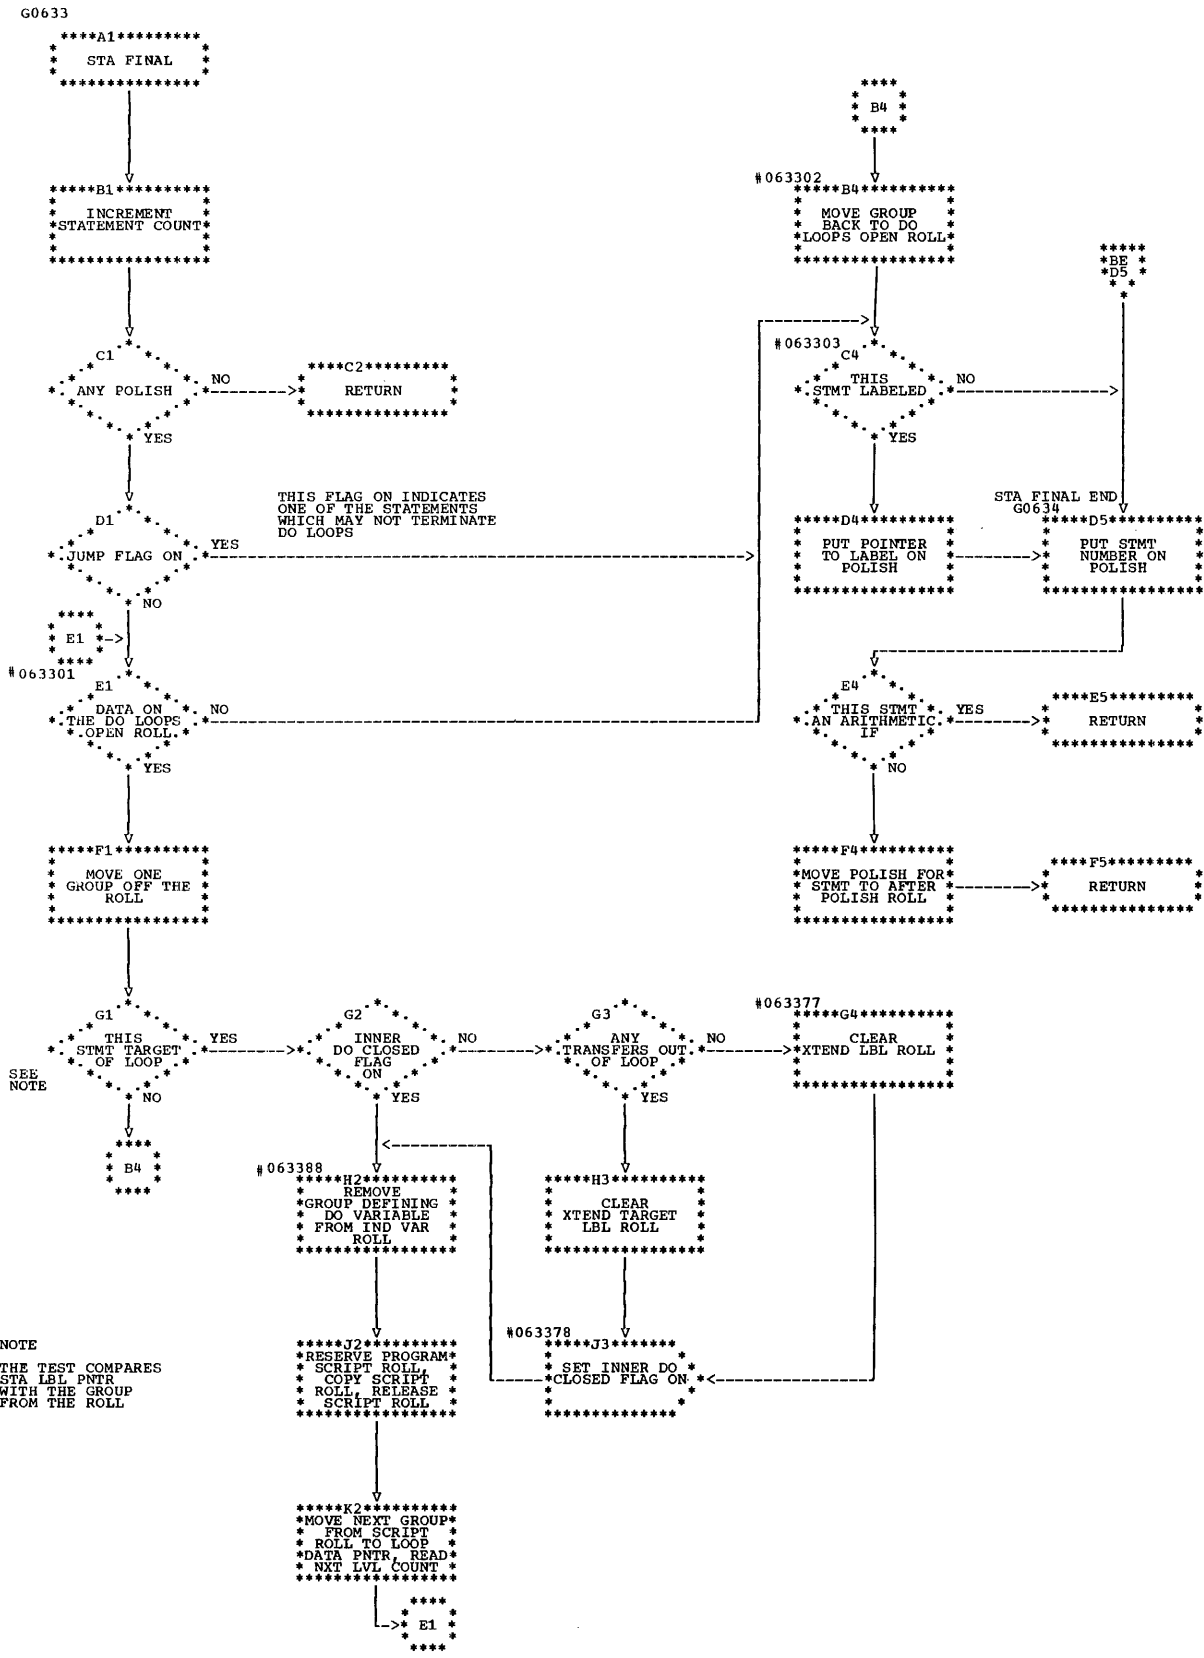 G0633
A1
STA FINAL
B1
INCREMENT
STATEMENT COUNT
C1
ANY POLISH
NO
YES
C2
RETURN
D1
JUMP FLAG ON
YES
NO
THIS FLAG ON INDICATES
ONE OF THE STATEMENTS
WHICH MAY NOT TERMINATE
DO LOOPS
E1
#063301
E1
DATA ON
THE DO LOOPS
OPEN ROLL
NO
YES
F1
MOVE ONE
GROUP OFF THE
ROLL
G1
THIS
STMT TARGET
OF LOOP
YES
SEE
NOTE
NO
B4
G2
INNER
DO CLOSED
FLAG
ON
NO
YES
G3
ANY
TRANSFERS OUT
OF LOOP
NO
YES
#063377
G4
CLEAR
XTEND LBL ROLL
#063388
H2
REMOVE
GROUP DEFINING
DO VARIABLE
FROM IND VAR
ROLL
H3
CLEAR
XTEND TARGET
LBL ROLL
#063378
J3
SET INNER DO
CLOSED FLAG ON
J2
RESERVE PROGRAM
SCRIPT ROLL,
COPY SCRIPT
ROLL, RELEASE
SCRIPT ROLL
K2
MOVE NEXT GROUP
FROM SCRIPT
ROLL TO LOOP
DATA PNTR, READ
NXT LVL COUNT
E1
NOTE
THE TEST COMPARES
STA LBL PNTR
WITH THE GROUP
FROM THE ROLL
B4
#063302
B4
MOVE GROUP
BACK TO DO
LOOPS OPEN ROLL
BE
D5
#063303
C4
THIS
STMT LABELED
NO
YES
D4
PUT POINTER
TO LABEL ON
POLISH
STA FINAL END
G0634
D5
PUT STMT
NUMBER ON
POLISH
E4
THIS STMT
AN ARITHMETIC
IF
YES
NO
E5
RETURN
F4
MOVE POLISH FOR
STMT TO AFTER
POLISH ROLL
F5
RETURN